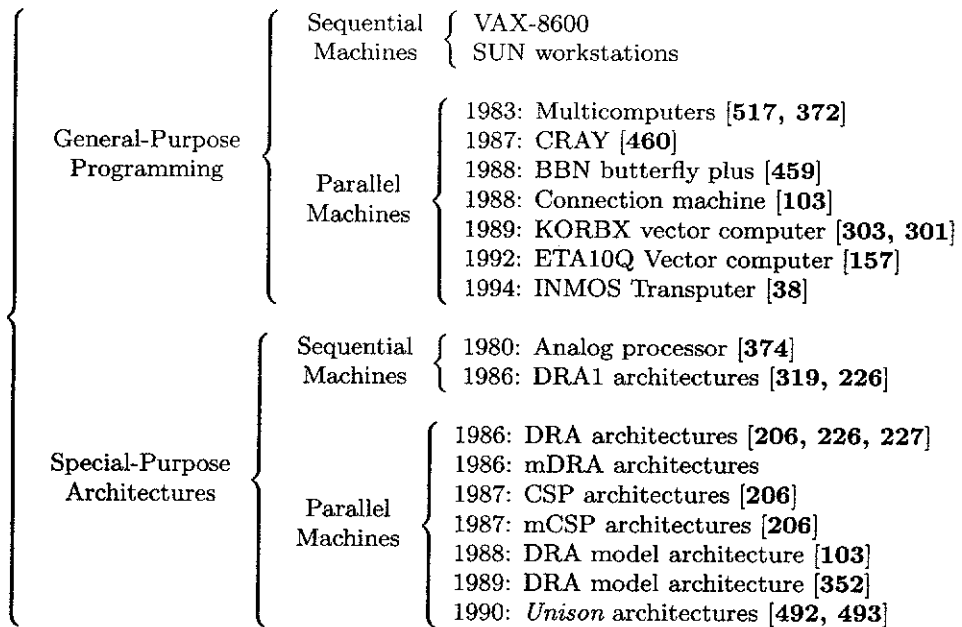 Sequential Machines
VAX-8600
SUN workstations
General-Purpose Programming
Parallel Machines
1983: Multicomputers [517, 372]
1987: CRAY [460]
1988: BBN butterfly plus [459]
1988: Connection machine [103]
1989: KORBX vector computer [303, 301]
1992: ETA10Q Vector computer [157]
1994: INMOS Transputer [38]
Sequential Machines
1980: Analog processor [374]
1986: DRA1 architectures [319, 226]
Special-Purpose Architectures
Parallel Machines
1986: DRA architectures [206, 226, 227]
1986: mDRA architectures
1987: CSP architectures [206]
1987: mCSP architectures [206]
1988: DRA model architecture [103]
1989: DRA model architecture [352]
1990: Unison architectures [492, 493]